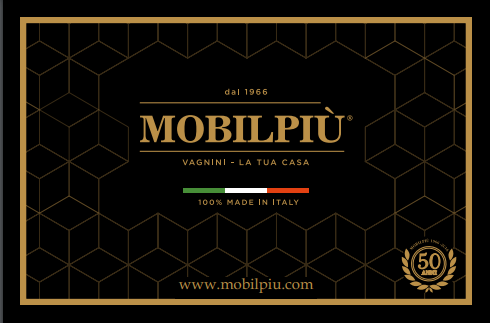 dal 1966
MOBILPIÙ®
VAGNINI - LA TUA CASA
100% MADE IN ITALY
www.mobilpiu.com
50
ANNI